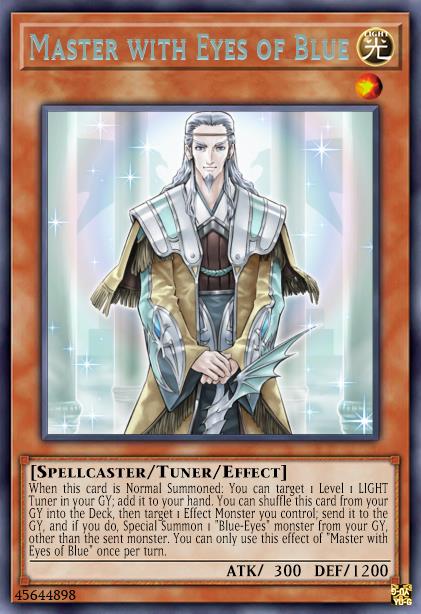 Master with Eyes of Blue
LIGHT
光
[Spellcaster/Tuner/Effect]
When this card is Normal Summoned: You can target 1 Level 1 LIGHT
Tuner in your GY; add it to your hand. You can shuffle this card from your
GY into the Deck, then target 1 Effect Monster you control; send it to the
GY, and if you do, Special Summon 1 "Blue-Eyes" monster from your GY,
other than the sent monster. You can only use this effect of "Master with
Eyes of Blue" once per turn.
ATK/ 300 DEF/1200
45644898